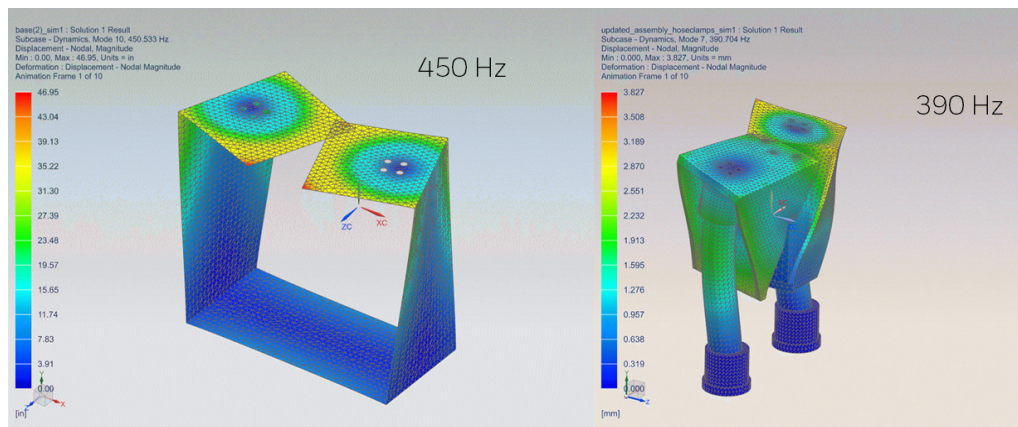 base(2)_sim1 : Solution 1 Result
Subcase - Dynamics, Mode 10, 450.533 Hz
Displacement - Nodal, Magnitude
Min : 0.00, Max : 46.95, Units = in
Deformation : Displacement - Nodal Magnitude
Animation Frame 1 of 10
450 Hz
46.95
43.04
39.13
35.22
31.30
27.39
23.48
19.57
15.65
11.74
7.83
3.91
0.00
[in]
ZC
XC
Y
Z
X
updated_assembly_hoseclamps_sim1 : Solution 1 Result
Subcase - Dynamics, Mode 7, 390.704 Hz
Displacement - Nodal, Magnitude
Min : 0.000, Max : 3.827, Units = mm
Deformation : Displacement - Nodal Magnitude
Animation Frame 1 of 10
390 Hz
3.827
3.508
3.189
2.870
2.551
2.232
1.913
1.595
1.276
0.957
0.638
0.319
0.000
[mm]
Y
Z